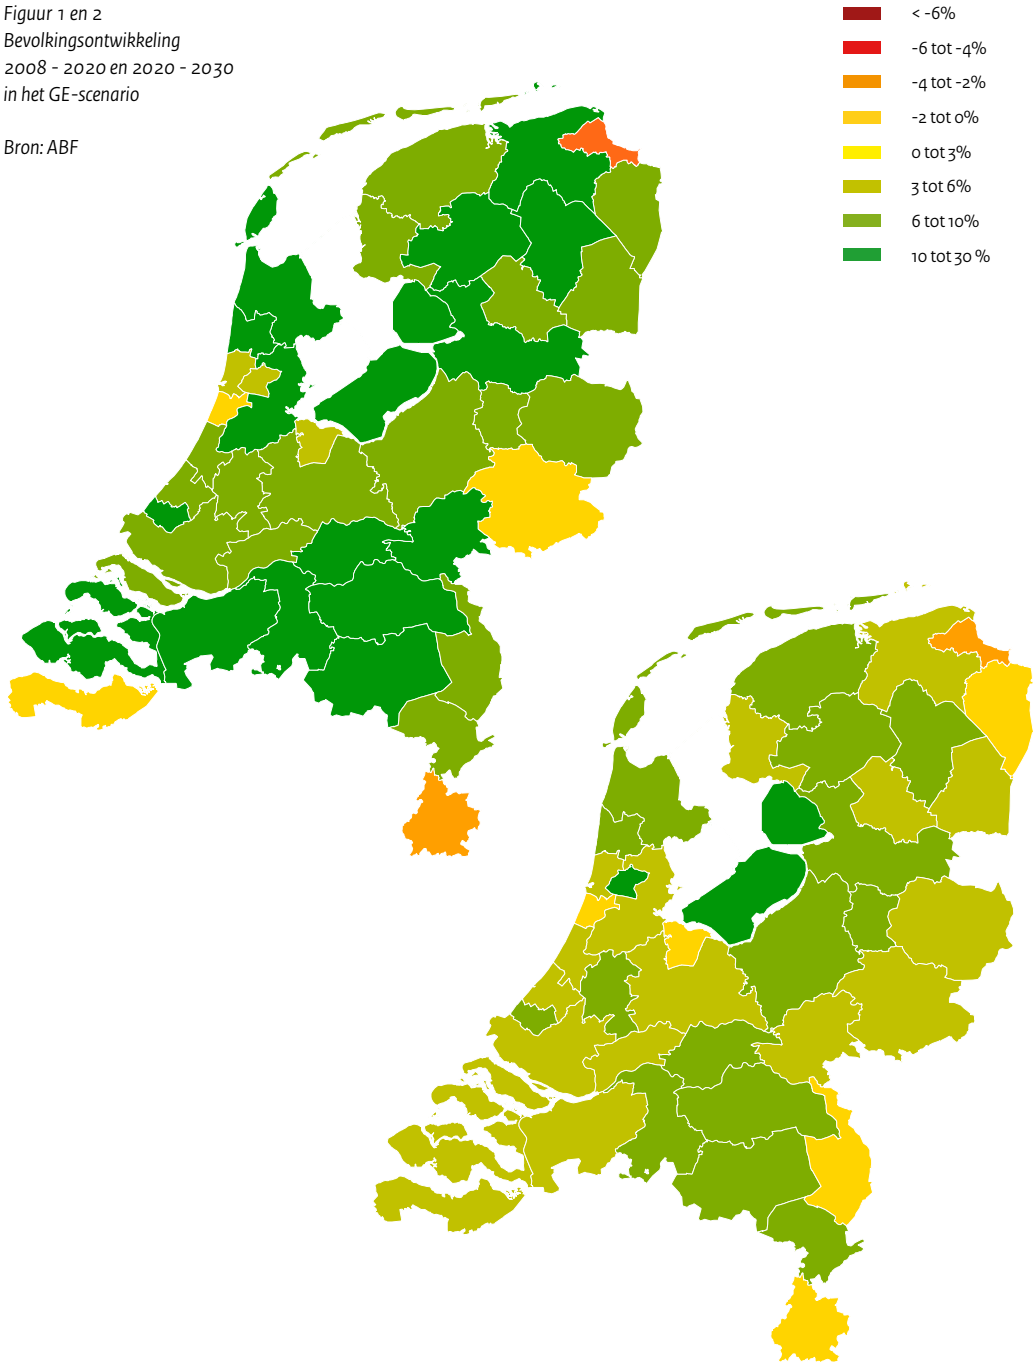 Figuur 1 en 2
Bevolkingsontwikkeling
2008 - 2020 en 2020 - 2030
in het GE-scenario
Bron: ABF
< -6%
-6 tot -4%
-4 tot -2%
-2 tot 0%
0 tot 3%
3 tot 6%
6 tot 10%
10 tot 30 %